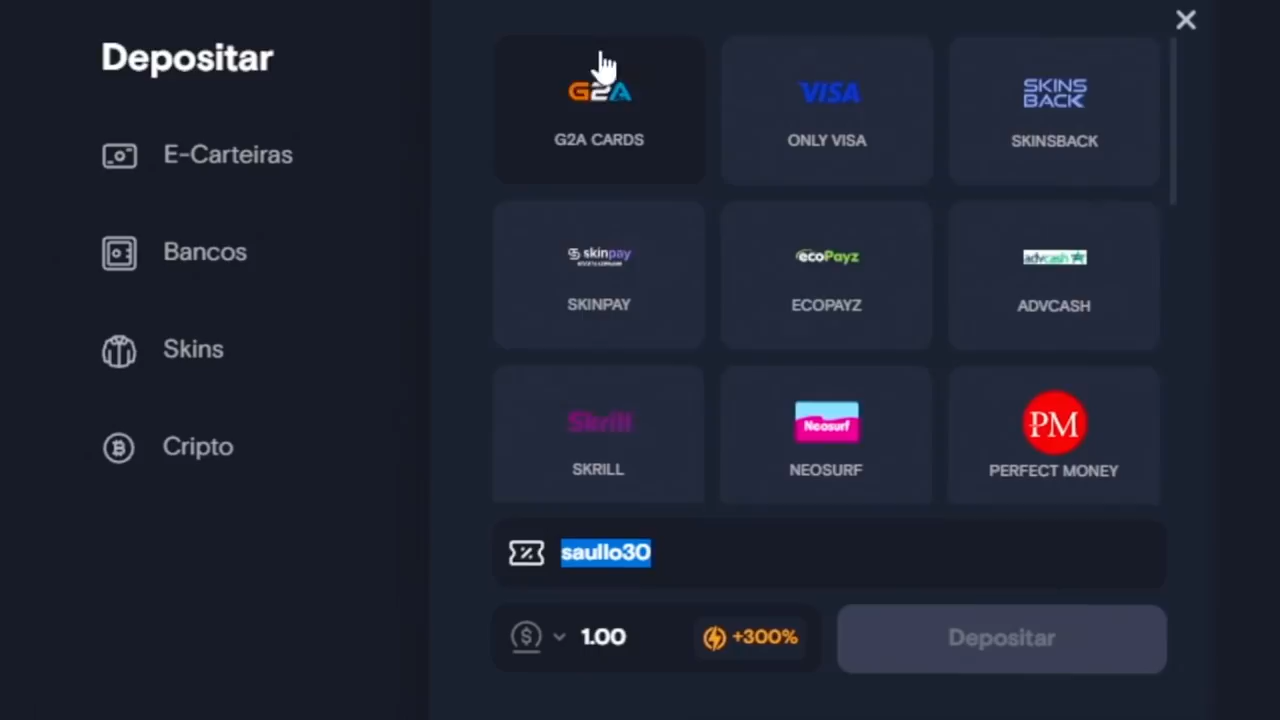 Depositar
E-Carteiras
Bancos
Skins
Cripto
G2A
G2A CARDS
VISA
ONLY VISA
SKINS
BACK
SKINSBACK
skinpay
SKINPAY
ecoPayz
ECOPAYZ
advcash
ADVCASH
Skrill
SKRILL
Neosurf
NEOSURF
PM
PERFECT MONEY
saullo30
1.00
+300%
Depositar